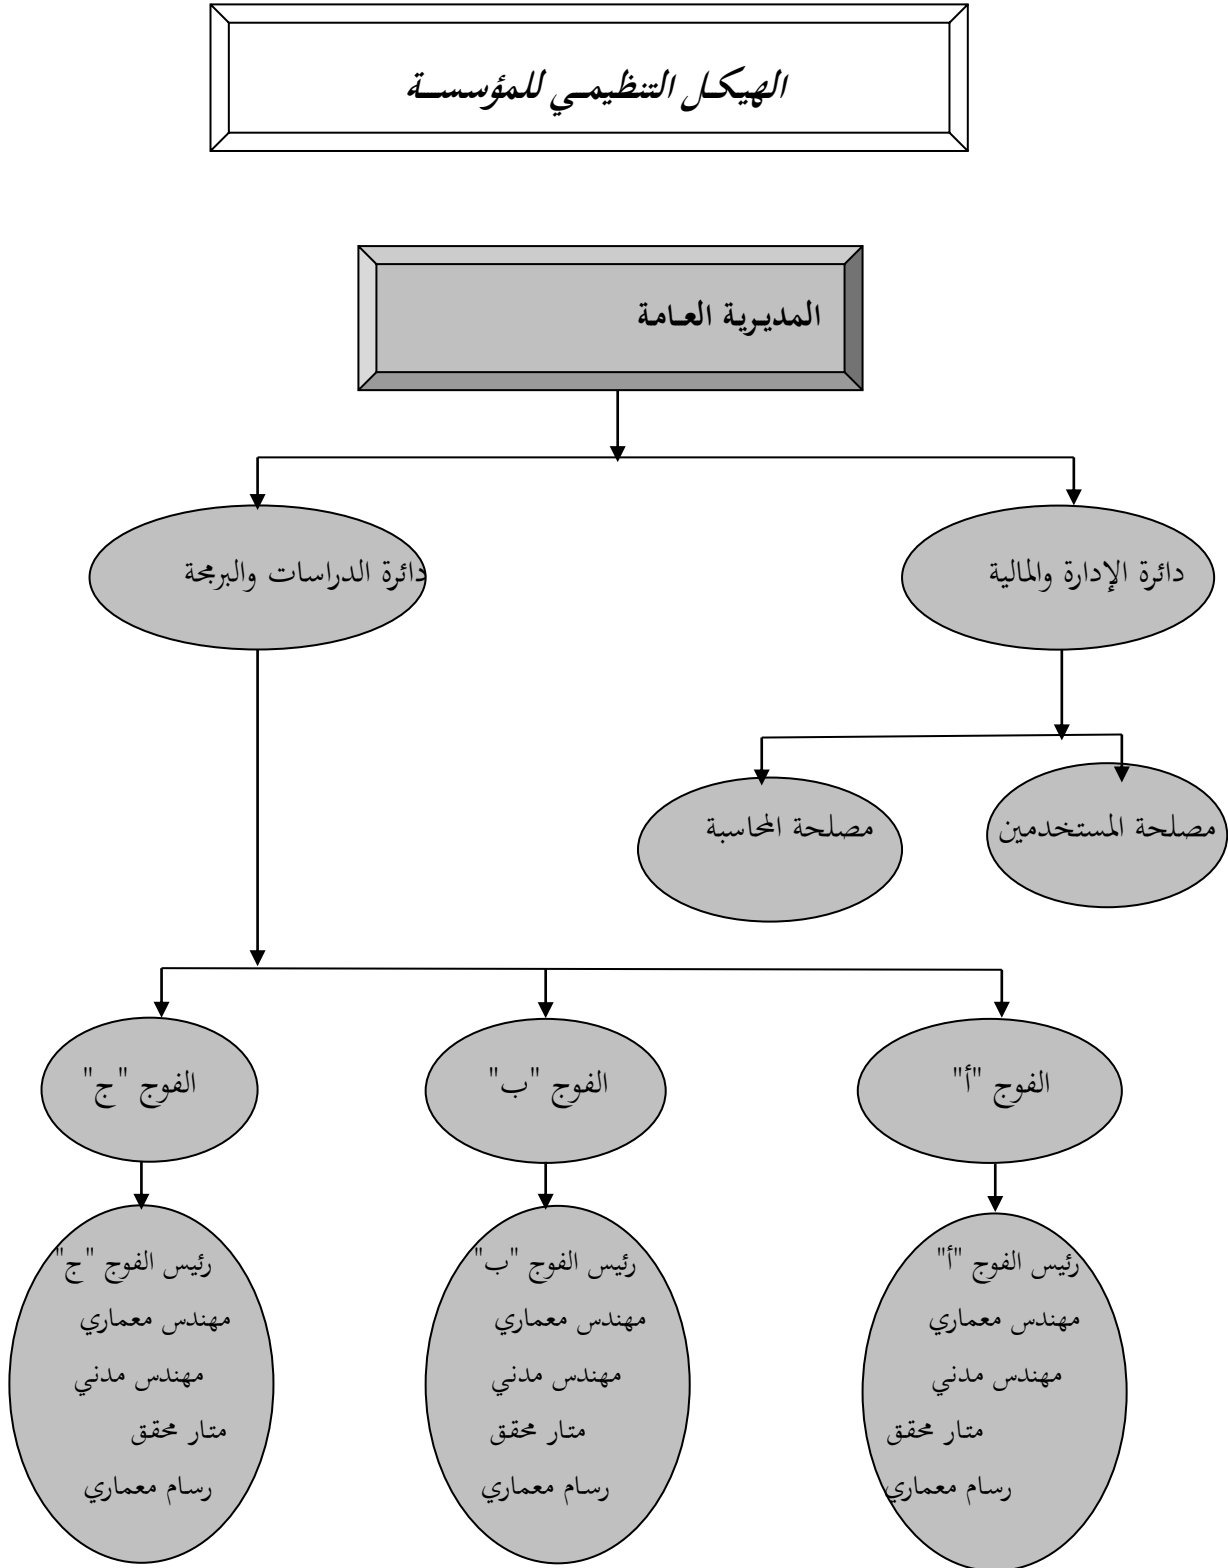 الهيكل التنظيمي للمؤسسة
المديرية العامة
دائرة الإدارة والمالية
دائرة الدراسات والبرمجة
مصلحة المستخدمين
مصلحة المحاسبة
الفوج "أ"
الفوج "ب"
الفوج "ج"
رئيس الفوج "أ"
مهندس معماري
مهندس مدني
متار محقق
رسام معماري
رئيس الفوج "ب"
مهندس معماري
مهندس مدني
متار محقق
رسام معماري
رئيس الفوج "ج"
مهندس معماري
مهندس مدني
متار محقق
رسام معماري